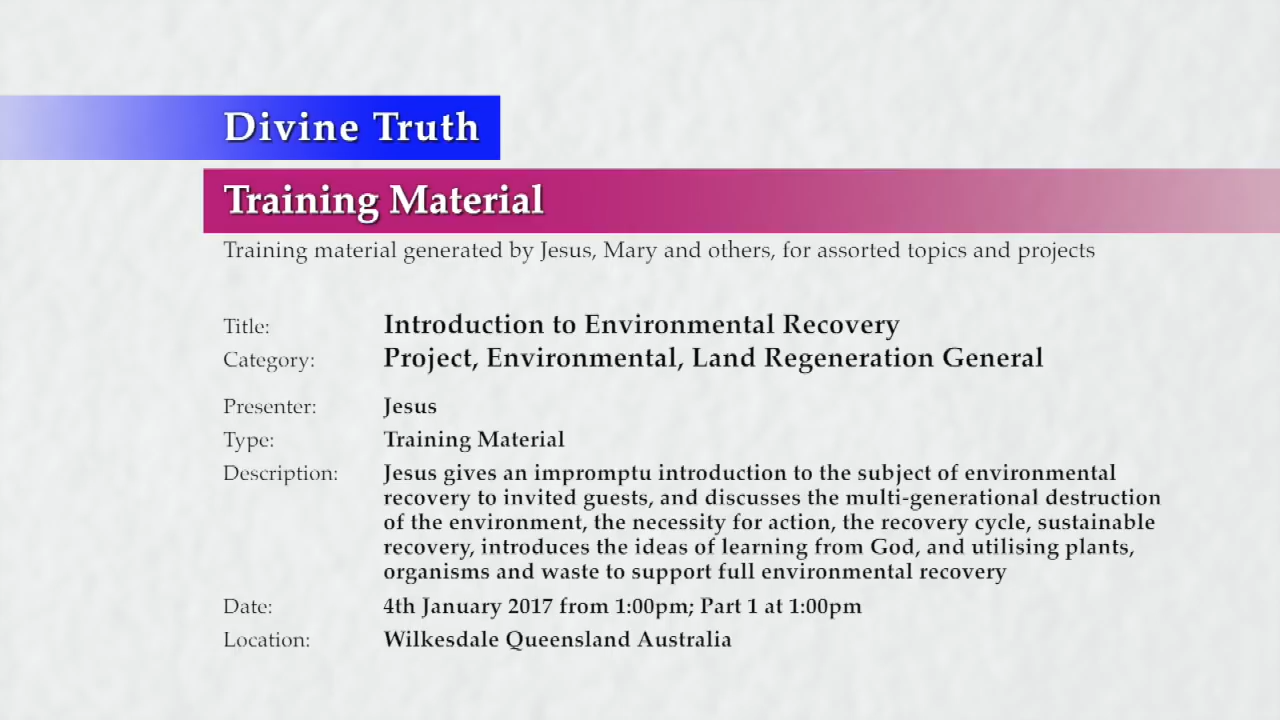 Divine Truth
Training Material
Training material generated by Jesus, Mary and others, for assorted topics and projects
Title: Introduction to Environmental Recovery
Category: Project, Environmental, Land Regeneration General
Presenter: Jesus
Type: Training Material
Description: Jesus gives an impromptu introduction to the subject of environmental
recovery to invited guests, and discusses the multi-generational destruction
of the environment, the necessity for action, the recovery cycle, sustainable
recovery, introduces the ideas of learning from God, and utilising plants,
organisms and waste to support full environmental recovery
Date: 4th January 2017 from 1:00pm; Part 1 at 1:00pm
Location: Wilkesdale Queensland Australia